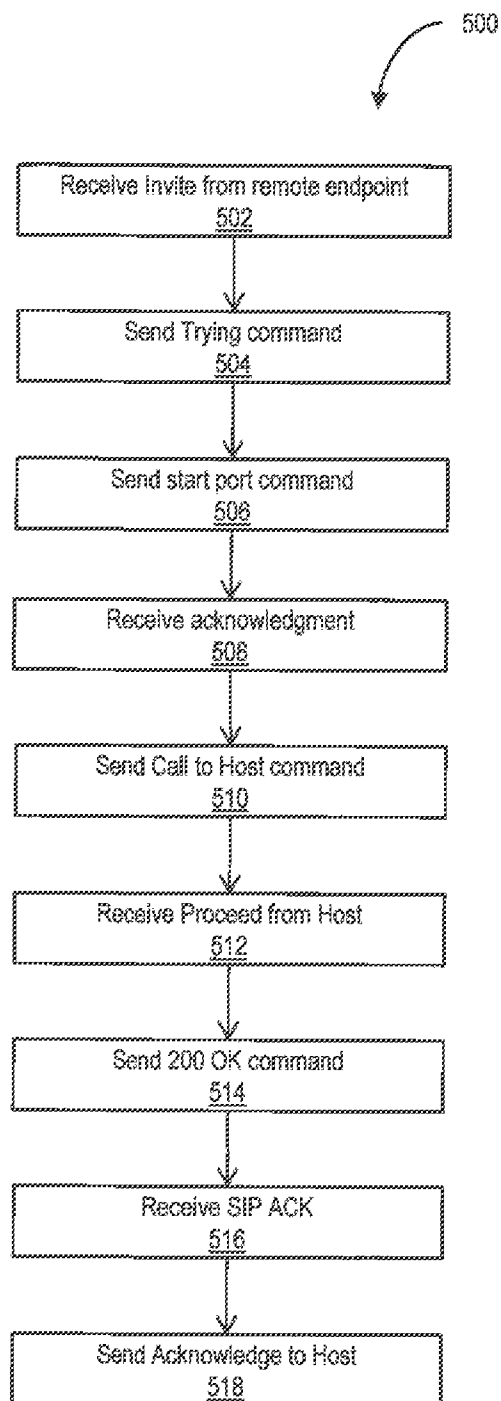 500
Receive Invite from remote endpoint
502
Send Trying command
504
Send start port command
506
Receive acknowledgment
508
Send Call to Host command
510
Receive Proceed from Host
512
Send 200 OK command
514
Receive SIP ACK
516
Send Acknowledge to Host
518